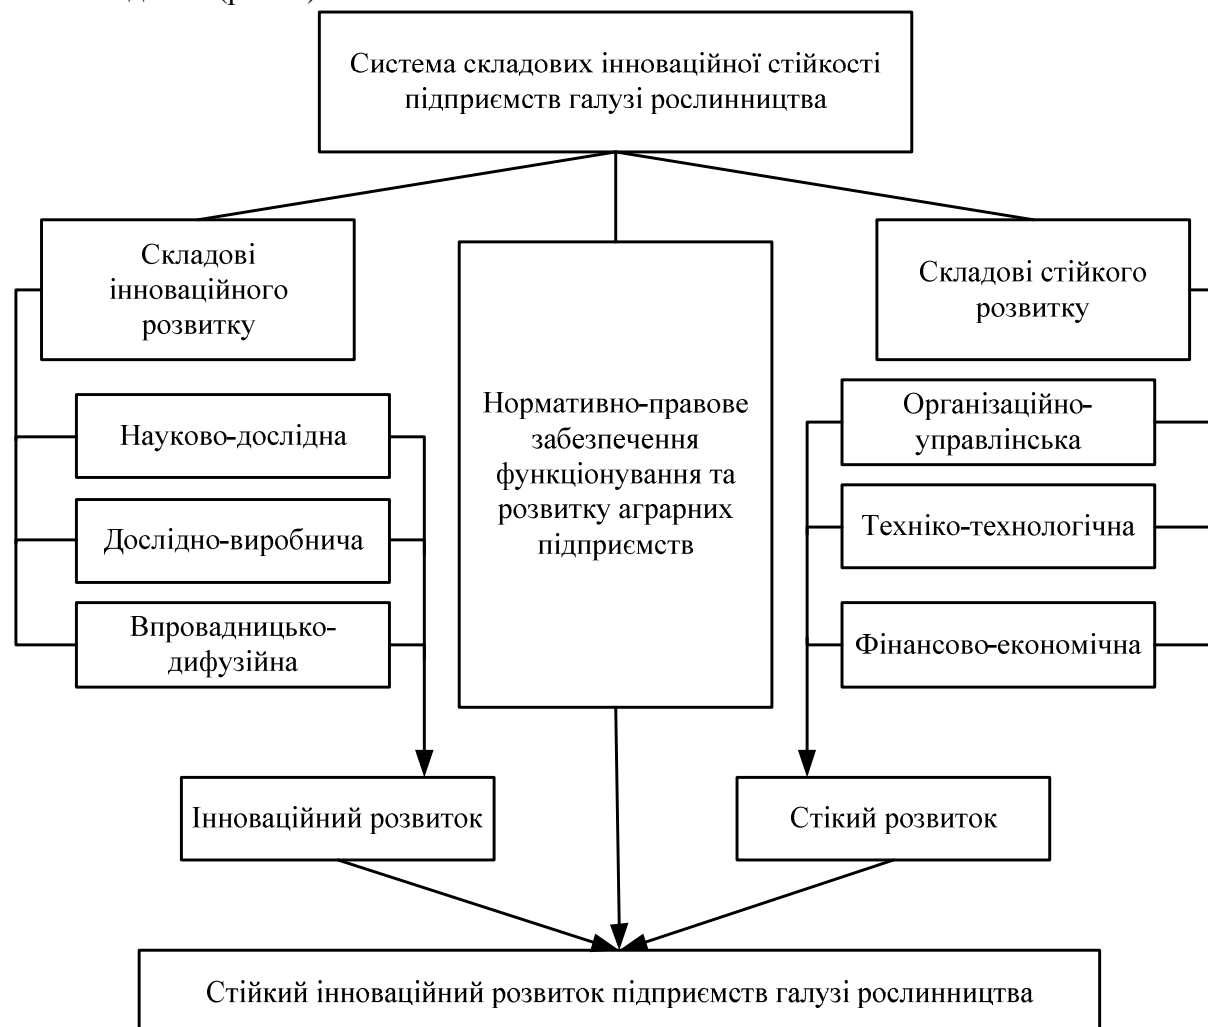 Система складових інноваційної стійкості
підприємств галузі рослинництва
Складові
інноваційного
розвитку
Нормативно-правове
забезпечення
функціонування та
розвитку аграрних
підприємств
Складові стійкого
розвитку
Науково-дослідна
Дослідно-виробнича
Впровадницько-
дифузійна
Організаційно-
управлінська
Техніко-технологічна
Фінансово-економічна
Інноваційний розвиток
Стікий розвиток
Стійкий інноваційний розвиток підприємств галузі рослинництва